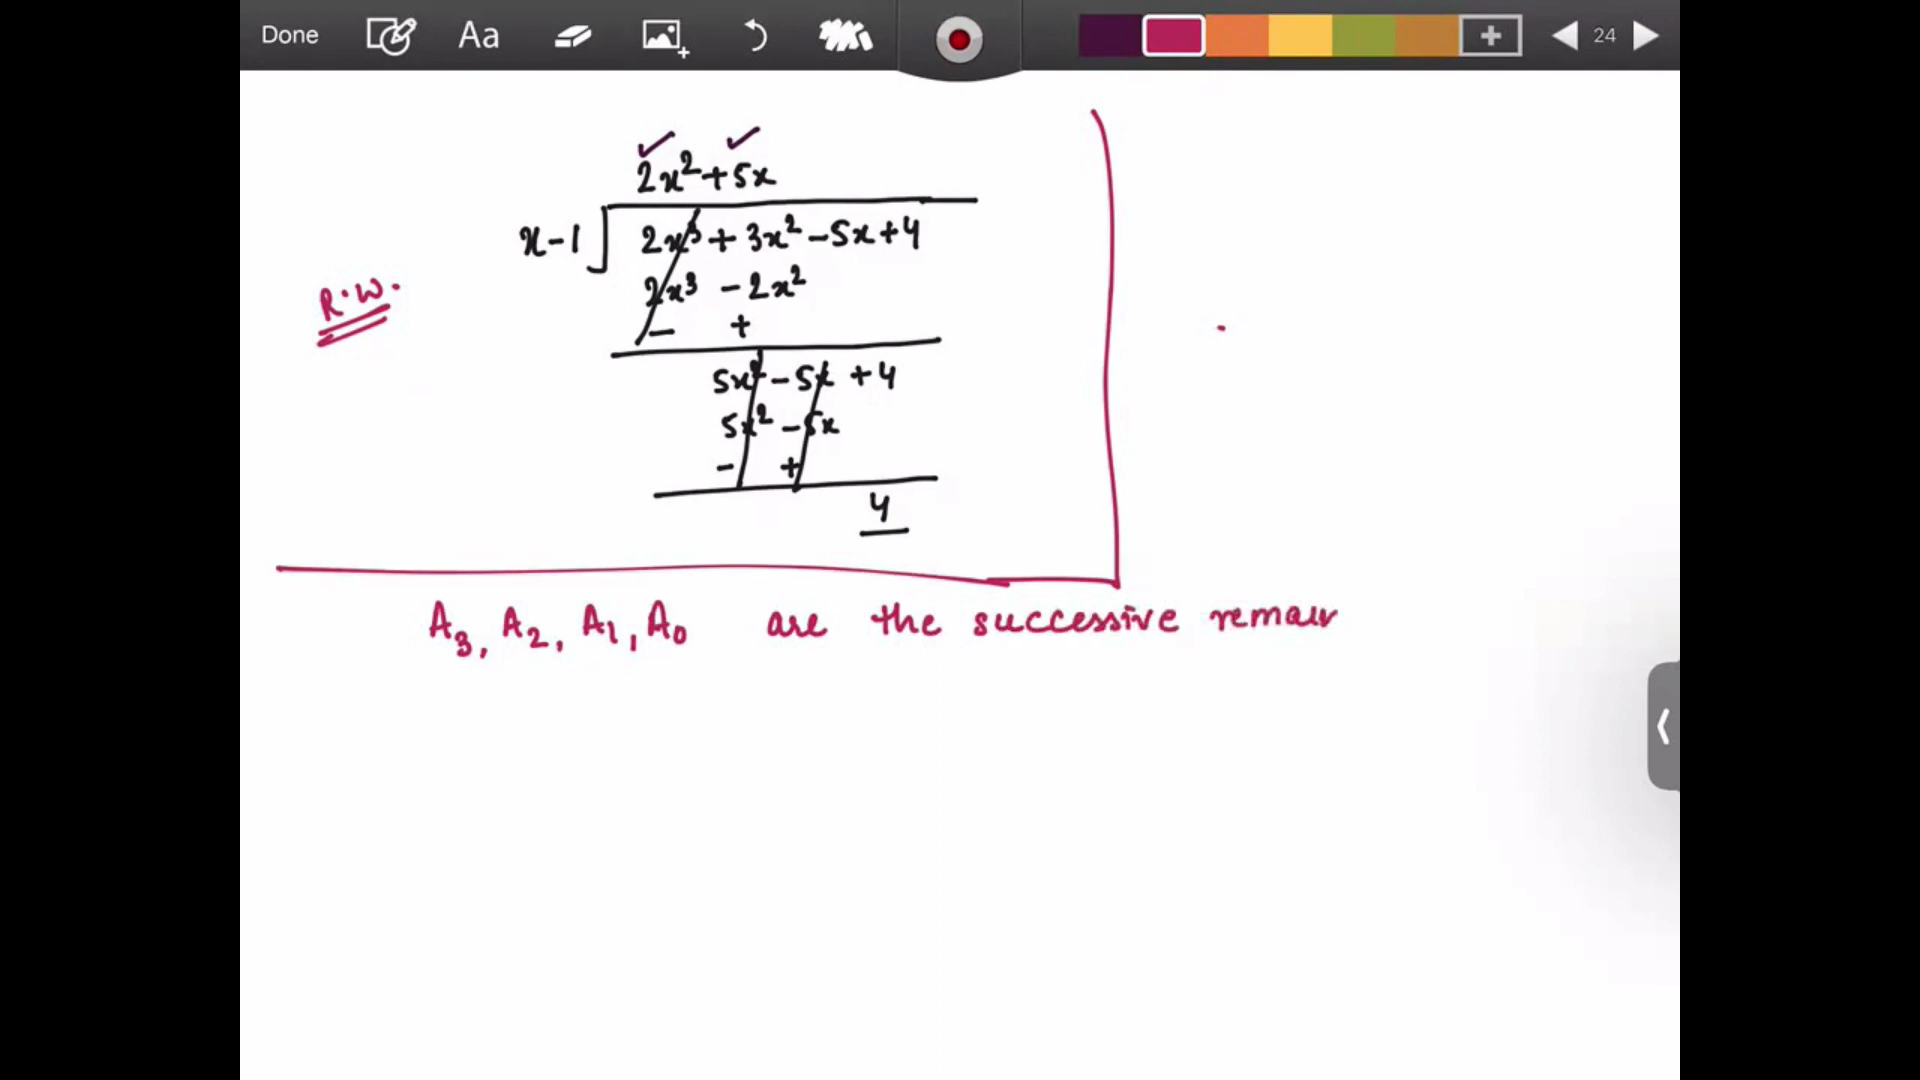 Done Aa 24
2x² + 5x
x-1 2x³ + 3x² - 5x + 4
2x³ - 2x²
R.W.
- +
5x² - 5x + 4
5x² - 5x
- +
4
A₃, A₂, A₁, A₀ are the successive remain